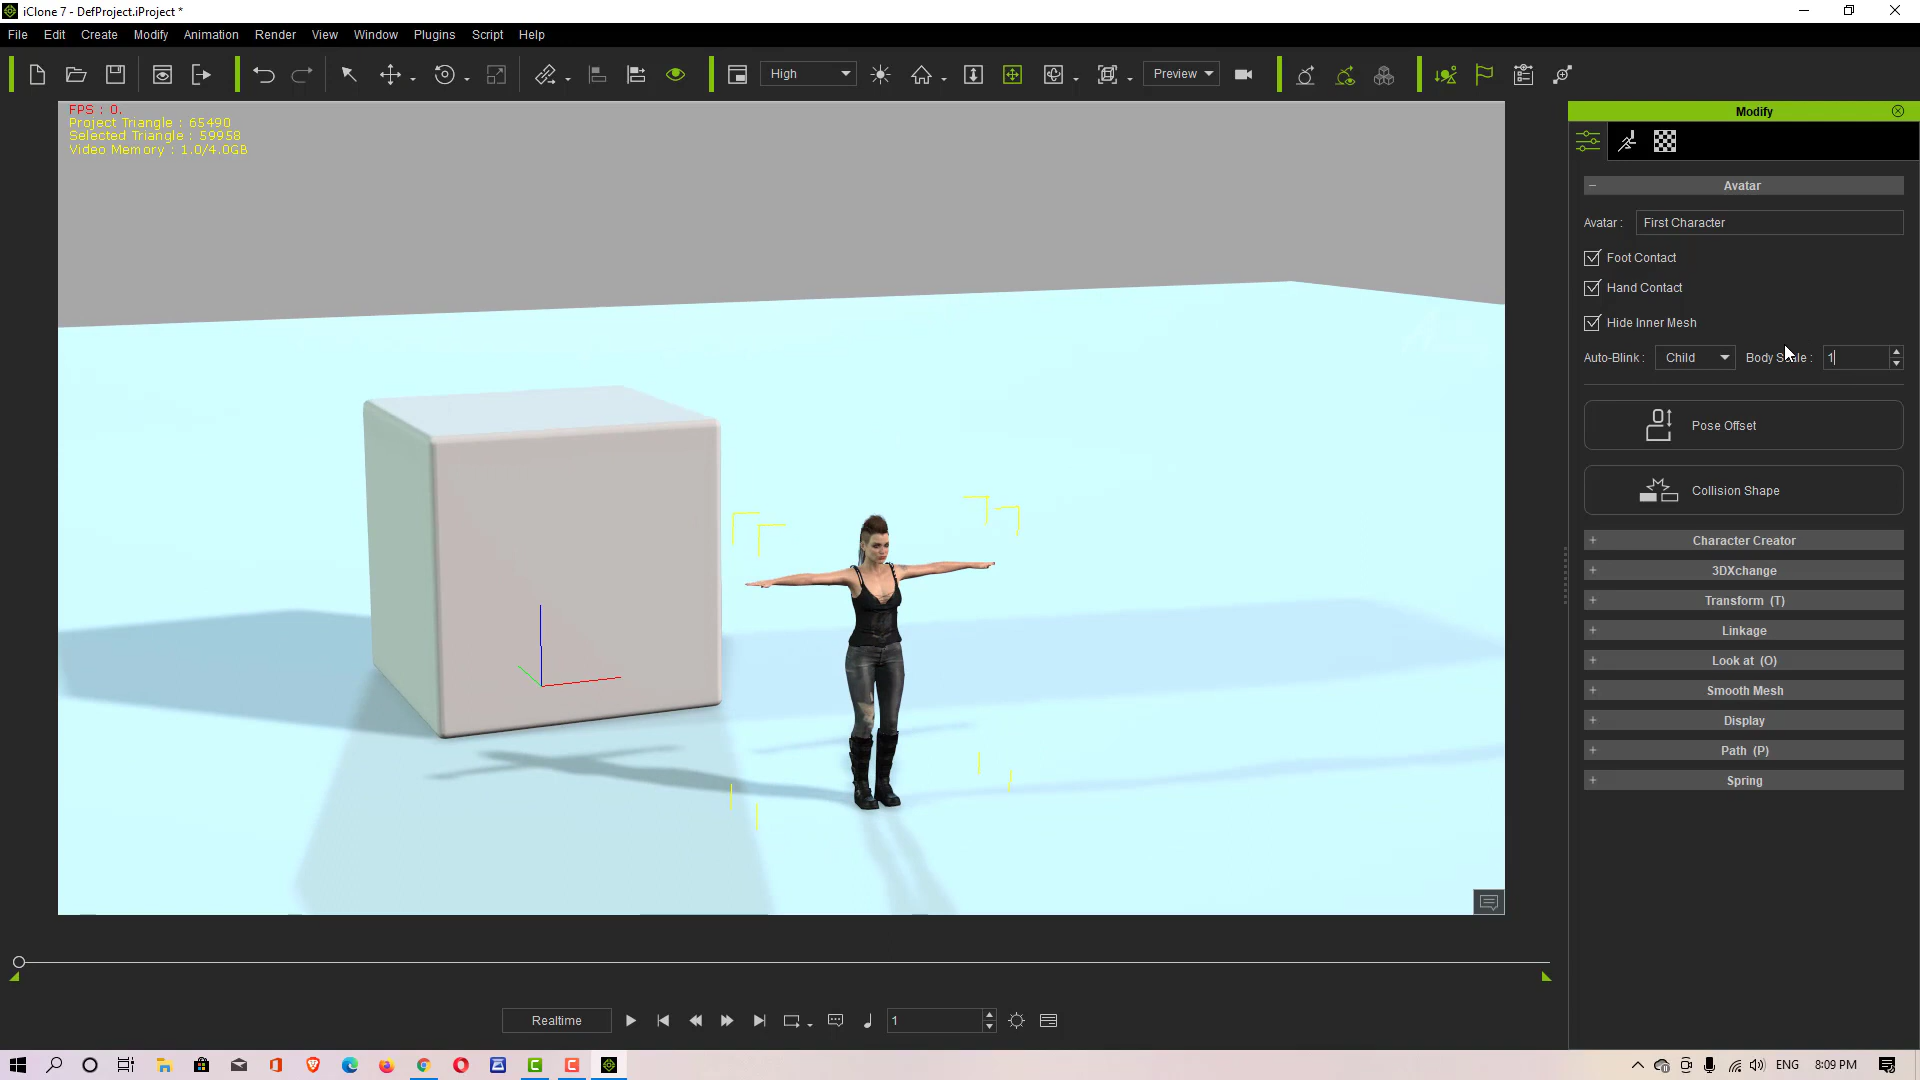 iClone 7 - DefProject.iProject *
File Edit Create Modify Animation Render View Window Plugins Script Help
High
Preview
FPS : 0.
Project Triangle : 65490
Selected Triangle : 59958
Video Memory : 1.0/4.0GB
Modify
Avatar
Avatar : First Character
Foot Contact
Hand Contact
Hide Inner Mesh
Auto-Blink : Child Body Scale : 1
Pose Offset
Collision Shape
Character Creator
3DXchange
Transform (T)
Linkage
Look at (O)
Smooth Mesh
Display
Path (P)
Spring
Realtime
1
ENG 8:09 PM